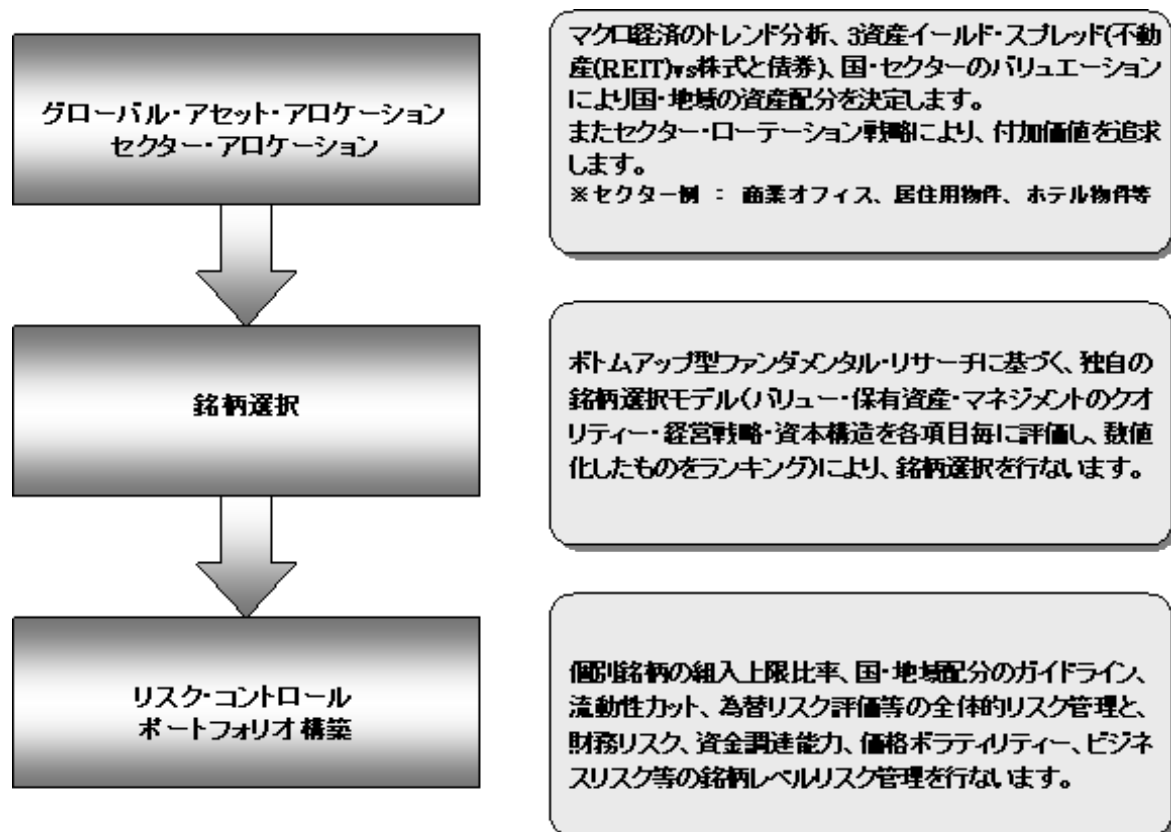 グローバル・アセット・アロケーション
セクター・アロケーション
マクロ経済のトレンド分析、3資産イールド・スプレッド(不動
産(REIT)vs株式と債券)、国・セクターのバリュエーション
により国・地域の資産配分を決定します。
またセクター・ローテーション戦略により、付加価値を追求
します。
※セクター例 : 商業オフィス、居住用物件、ホテル物件等
銘柄選択
ボトムアップ型ファンダメンタル・リサーチに基づく、独自の
銘柄選択モデル(バリュー・保有資産・マネジメントのクオ
リティー・経営戦略・資本構造を各項目毎に評価し、数値
化したものをランキング)により、銘柄選択を行ないます。
リスク・コントロール
ポートフォリオ構築
個別銘柄の組入上限比率、国・地域配分のガイドライン、
流動性カット、為替リスク評価等の全体的リスク管理と、
財務リスク、資金調達能力、価格ボラティリティー、ビジネ
スリスク等の銘柄レベルリスク管理を行ないます。